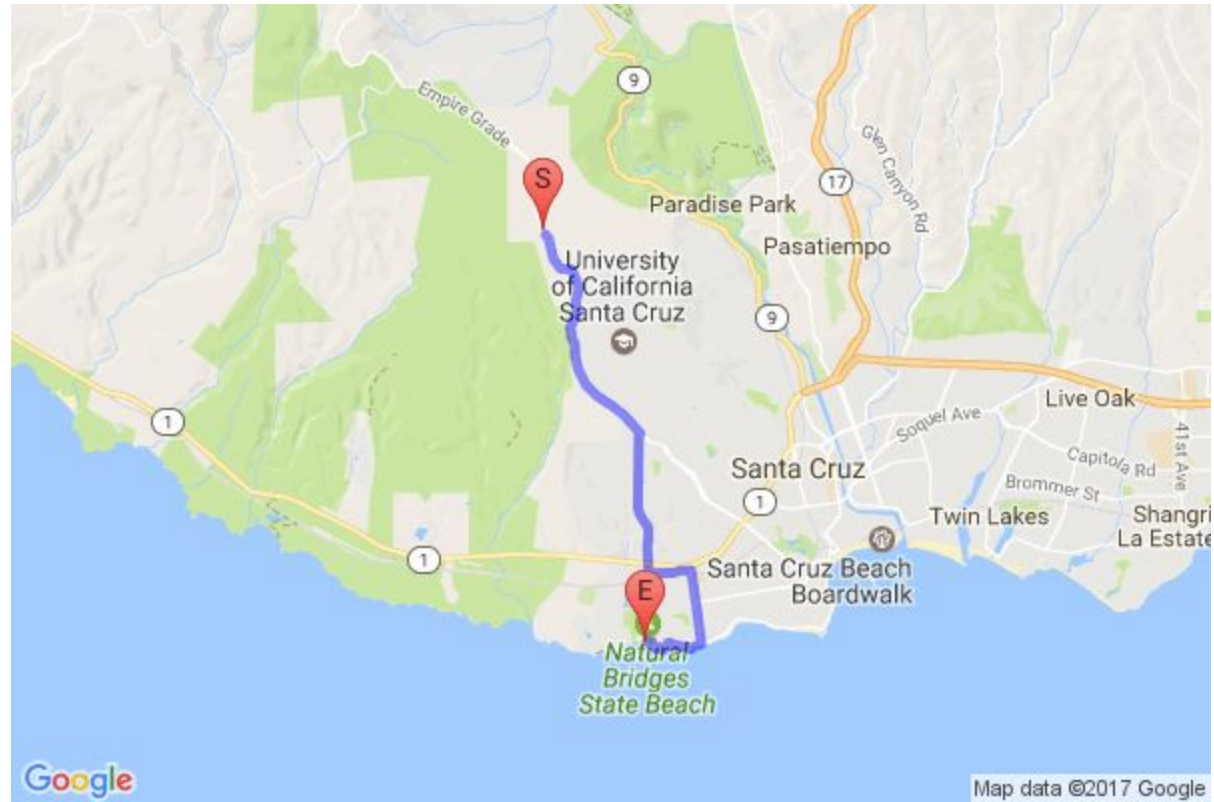 9
Empire Grade
Glen Canyon Rd
S
17
Paradise Park
Pasatiempo
University
of California
Santa Cruz
9
Live Oak
1
Soquel Ave
41st Ave
Capitola Rd
Santa Cruz
Brommer St
1
Twin Lakes
Shangri
La Estate
1
Santa Cruz Beach
Boardwalk
E
Natural
Bridges
State Beach
Google
Map data ©2017 Google